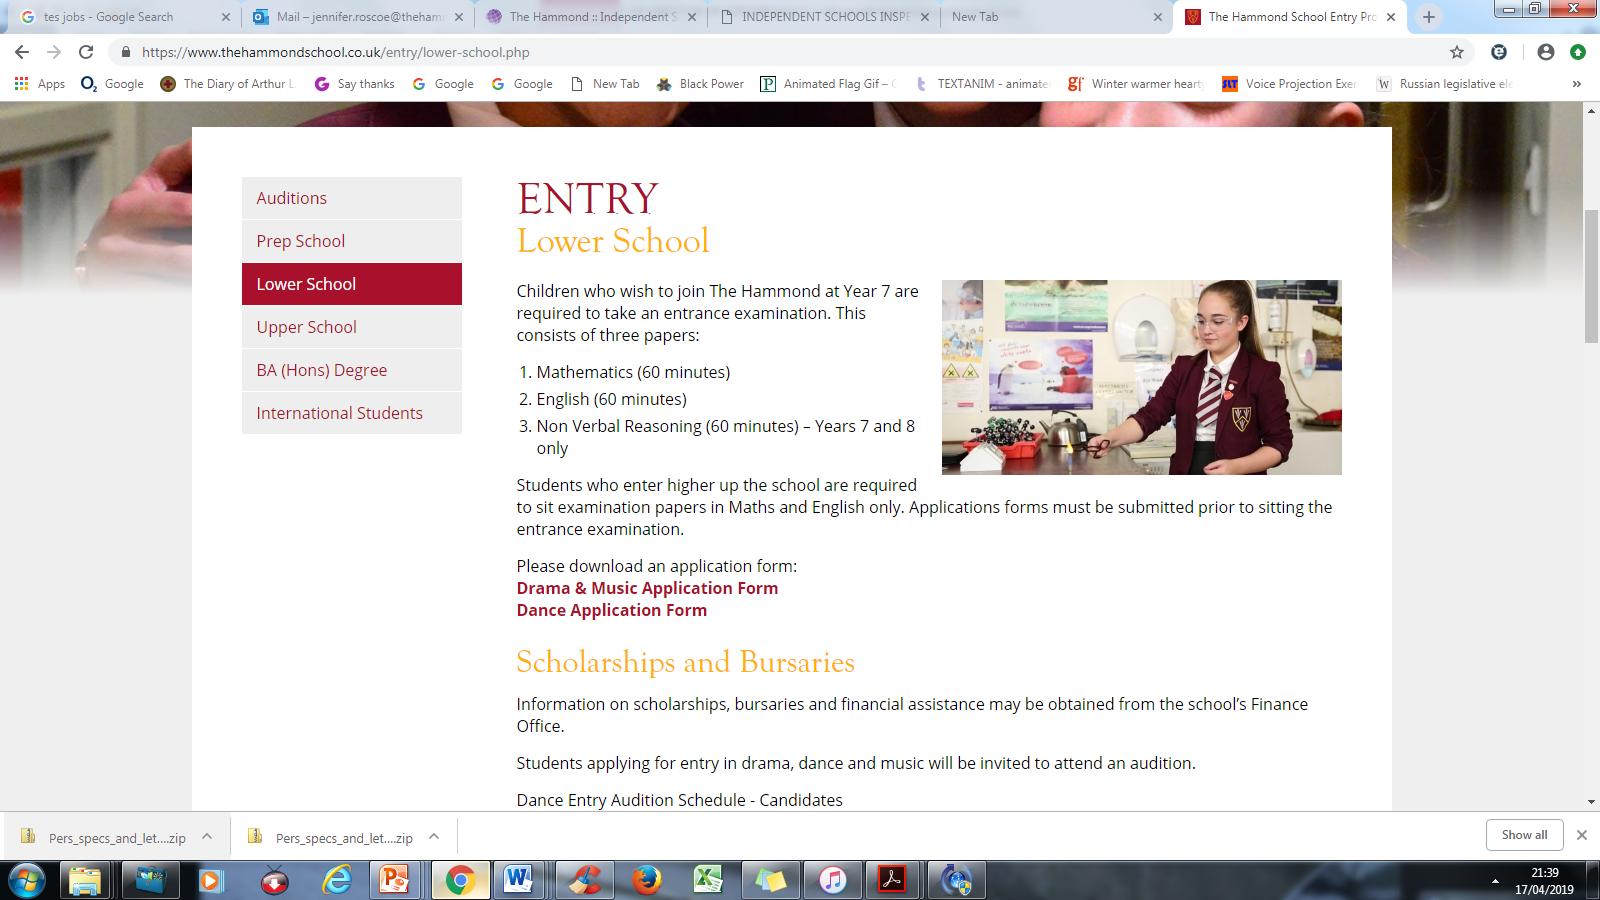 tes jobs - Google Search
Mail – jennifer.roscoe@theham
The Hammond :: Independent S
INDEPENDENT SCHOOLS INSPE
New Tab
The Hammond School Entry Pro
https://www.thehammondschool.co.uk/entry/lower-school.php
Apps
Google
The Diary of Arthur L
Say thanks
Google
Google
New Tab
Black Power
Animated Flag Gif – C
TEXTANIM - animate
Winter warmer heart
Voice Projection Exer
Russian legislative ele
Auditions
Prep School
Lower School
Upper School
BA (Hons) Degree
International Students
ENTRY
Lower School
Children who wish to join The Hammond at Year 7 are
required to take an entrance examination. This
consists of three papers:
1. Mathematics (60 minutes)
2. English (60 minutes)
3. Non Verbal Reasoning (60 minutes) – Years 7 and 8
only
Students who enter higher up the school are required
to sit examination papers in Maths and English only. Applications forms must be submitted prior to sitting the
entrance examination.
Please download an application form:
Drama & Music Application Form
Dance Application Form
Scholarships and Bursaries
Information on scholarships, bursaries and financial assistance may be obtained from the school's Finance
Office.
Students applying for entry in drama, dance and music will be invited to attend an audition.
Dance Entry Audition Schedule - Candidates
Pers_specs_and_let....zip
Pers_specs_and_let....zip
Show all
21:39
17/04/2019